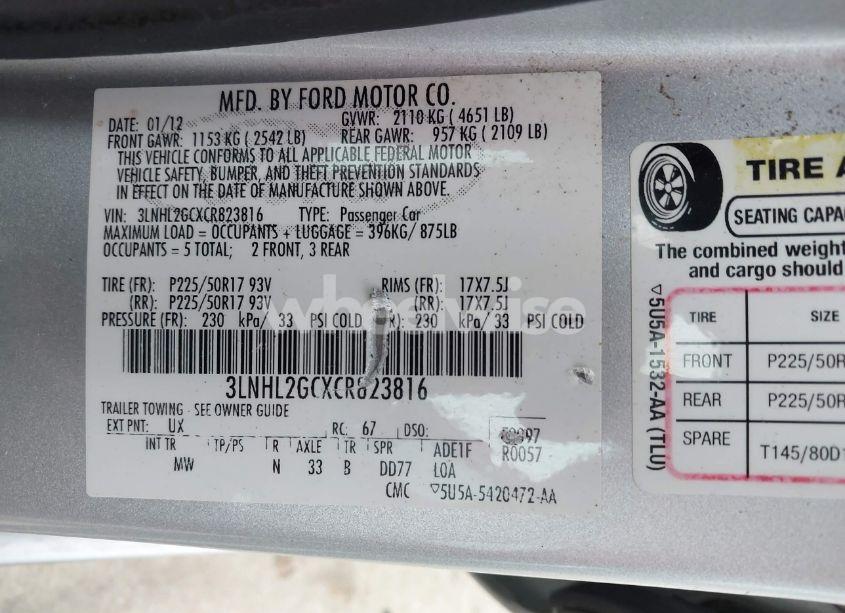 MFD. BY FORD MOTOR CO.
DATE: 01/12 GVWR: 2110 KG ( 4651 LB)
FRONT GAWR: 1153 KG ( 2542 LB) REAR GAWR: 957 KG ( 2109 LB)
THIS VEHICLE CONFORMS TO ALL APPLICABLE FEDERAL MOTOR
VEHICLE SAFETY, BUMPER, AND THEFT PREVENTION STANDARDS
IN EFFECT ON THE DATE OF MANUFACTURE SHOWN ABOVE.
VIN: 3LNHL2GCXCR823816 TYPE: Passenger Car
MAXIMUM LOAD = OCCUPANTS + LUGGAGE = 396KG/ 875LB
OCCUPANTS = 5 TOTAL; 2 FRONT, 3 REAR
TIRE (FR): P225/50R17 93V RIMS (FR): 17X7.5J
(RR): P225/50R17 93V (RR): 17X7.5J
PRESSURE (FR): 230 kPa/ 33 PSI COLD R): 230 kPa/ 33 PSI COLD
3LNHL2GCXCR823816
TRAILER TOWING - SEE OWNER GUIDE
EXT PNT: UX RC: 67 DSO:
INT TR TP/PS R AXLE TR SPR ADE1F R0057
MW N 33 B DD77 LOA
CMC ▽5U5A-5420472-AA
wheelwise
TIRE A
SEATING CAPAC
The combined weight
and cargo should
TIRE SIZE
FRONT P225/50R
REAR P225/50R
SPARE T145/80D1
▽5U5A-1532-AA (TLU)